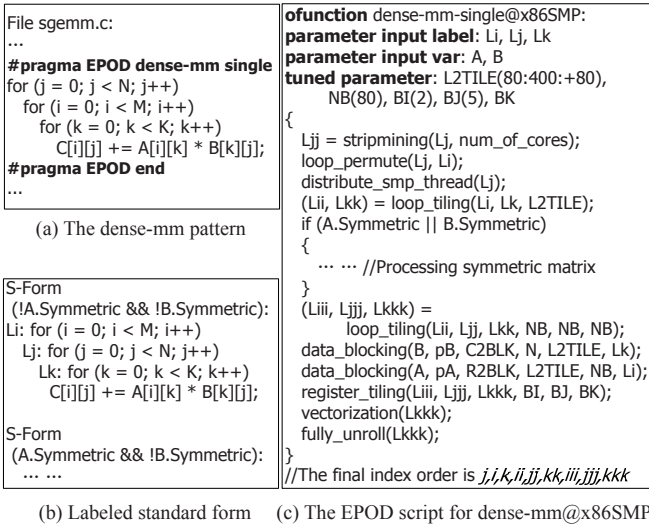 File sgemm.c:
...
#pragma EPOD dense-mm single
for (j = 0; j < N; j++)
for (i = 0; i < M; i++)
for (k = 0; k < K; k++)
C[i][j] += A[i][k] * B[k][j];
#pragma EPOD end
...
(a) The dense-mm pattern
S-Form
(!A.Symmetric && !B.Symmetric):
Li: for (i = 0; i < M; i++)
Lj: for (j = 0; j < N; j++)
Lk: for (k = 0; k < K; k++)
C[i][j] += A[i][k] * B[k][j];
S-Form
(A.Symmetric && !B.Symmetric):
... ...
(b) Labeled standard form
ofunction dense-mm-single@x86SMP:
parameter input label: Li, Lj, Lk
parameter input var: A, B
tuned parameter: L2TILE(80:400:+80),
NB(80), BI(2), BJ(5), BK
{
Ljj = stripmining(Lj, num_of_cores);
loop_permute(Lj, Li);
distribute_smp_thread(Lj);
(Lii, Lkk) = loop_tiling(Li, Lk, L2TILE);
if (A.Symmetric || B.Symmetric)
{
... ... //Processing symmetric matrix
}
(Liii, Ljjj, Lkkk) =
loop_tiling(Lii, Ljj, Lkk, NB, NB, NB);
data_blocking(B, pB, C2BLK, N, L2TILE, Lk);
data_blocking(A, pA, R2BLK, L2TILE, NB, Li);
register_tiling(Liii, Ljjj, Lkkk, BI, BJ, BK);
vectorization(Lkkk);
fully_unroll(Lkkk);
}
//The final index order is j,i,k,ii,jj,kk,iii,jjj,kkk
(c) The EPOD script for dense-mm@x86SMP